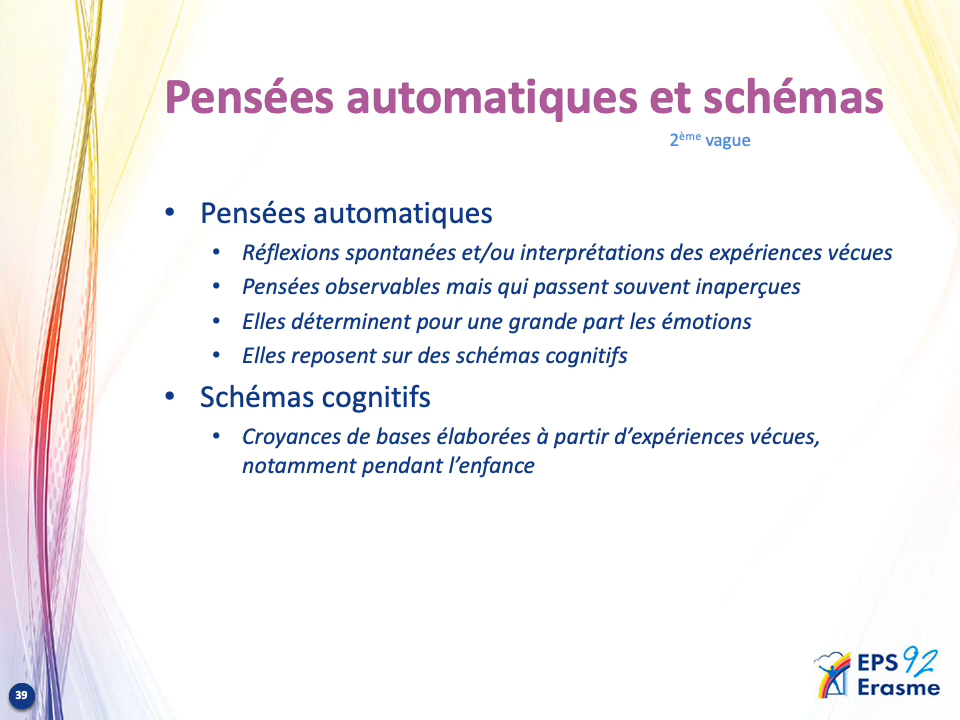 Pensées automatiques et schémas
2ème vague
• Pensées automatiques
• Réflexions spontanées et/ou interprétations des expériences vécues
• Pensées observables mais qui passent souvent inaperçues
• Elles déterminent pour une grande part les émotions
• Elles reposent sur des schémas cognitifs
• Schémas cognitifs
• Croyances de bases élaborées à partir d’expériences vécues,
notamment pendant l’enfance
EPS 92
Erasme
39